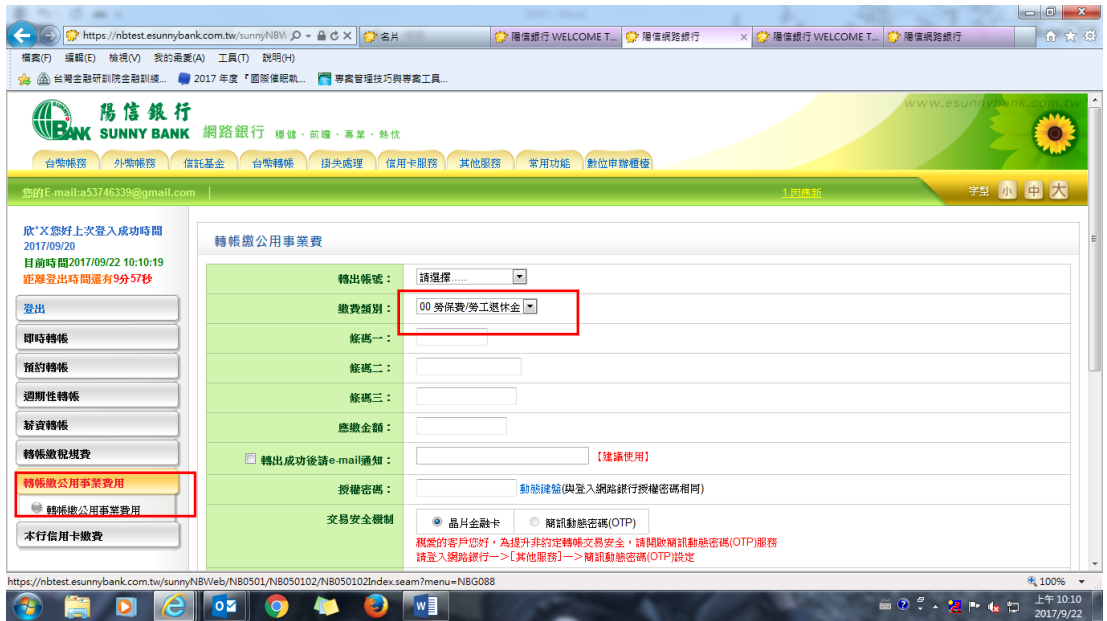 https://nbtest.esunnybank.com.tw/sunnyNBW
名片
陽信銀行 WELCOME T...
陽信網路銀行
陽信銀行 WELCOME T...
陽信網路銀行
檔案(F) 編輯(E) 檢視(V) 我的最愛(A) 工具(T) 說明(H)
台灣金融研訓院金融訓練...
2017 年度『國際催眠執...
專案管理技巧與專案工具...
陽信銀行
BANK SUNNY BANK
網路銀行 穩健、前瞻、專業、熱忱
www.esunnybank.com.tw
台幣帳務 外幣帳務 信託基金 台幣轉帳 掛失處理 信用卡服務 其他服務 常用功能 數位申辦櫃檯
您的E-mail:a53746339@gmail.com
1.因應新
字型 小 中 大
欣*X您好上次登入成功時間
2017/09/20
目前時間2017/09/22 10:10:19
距離登出時間還有9分57秒
登出
即時轉帳
預約轉帳
週期性轉帳
薪資轉帳
轉帳繳稅規費
轉帳繳公用事業費用
轉帳繳公用事業費用
本行信用卡繳費
轉帳繳公用事業費
轉出帳號： 請選擇.....
繳費類別： 00 勞保費/勞工退休金
條碼一：
條碼二：
條碼三：
應繳金額：
轉出成功後請e-mail通知： 【建議使用】
授權密碼： 動態鍵盤(與登入網路銀行授權密碼相同)
交易安全機制 晶片金融卡 簡訊動態密碼(OTP)
親愛的客戶您好，為提升非約定轉帳交易安全，請開啟簡訊動態密碼(OTP)服務
請登入網路銀行一>[其他服務]一>簡訊動態密碼(OTP)設定
https://nbtest.esunnybank.com.tw/sunnyNBWeb/NB0501/NB050102/NB050102Index.seam?menu=NBG088
100%
上午 10:10
2017/9/22